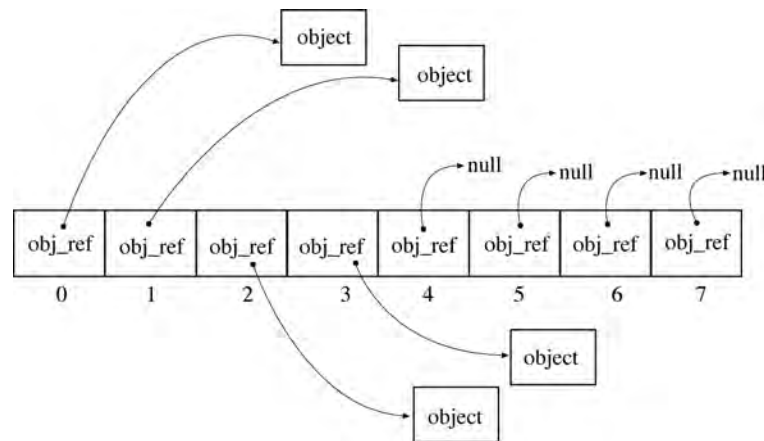 object
object
null null null null
obj_ref obj_ref obj_ref obj_ref obj_ref obj_ref obj_ref obj_ref
0 1 2 3 4 5 6 7
object
object